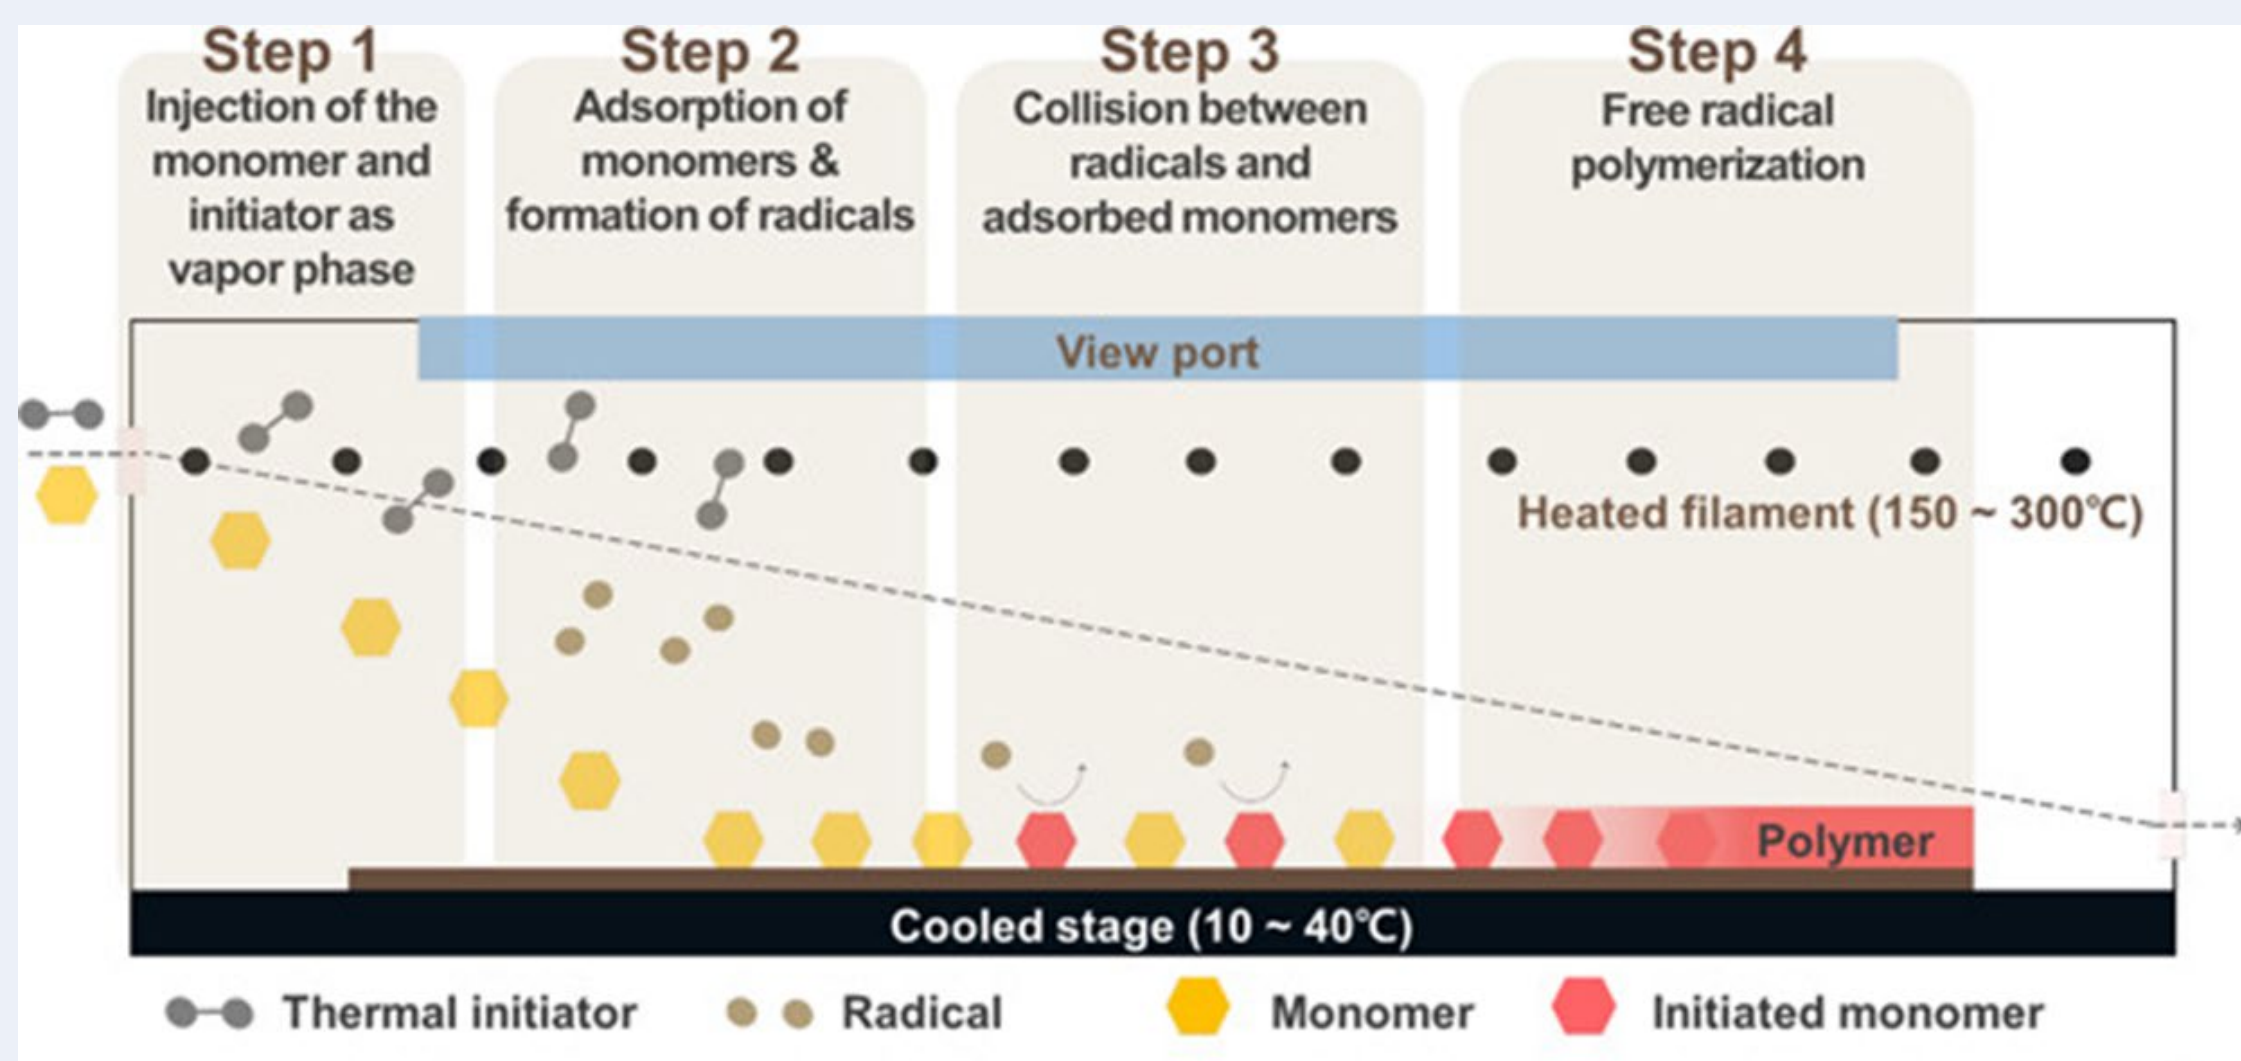 Step 1
Injection of the
monomer and
initiator as
vapor phase
Step 2
Adsorption of
monomers &
formation of radicals
Step 3
Collision between
radicals and
adsorbed monomers
Step 4
Free radical
polymerization
View port
Heated filament (150 ~ 300℃)
Polymer
Cooled stage (10 ~ 40℃)
Thermal initiator
Radical
Monomer
Initiated monomer